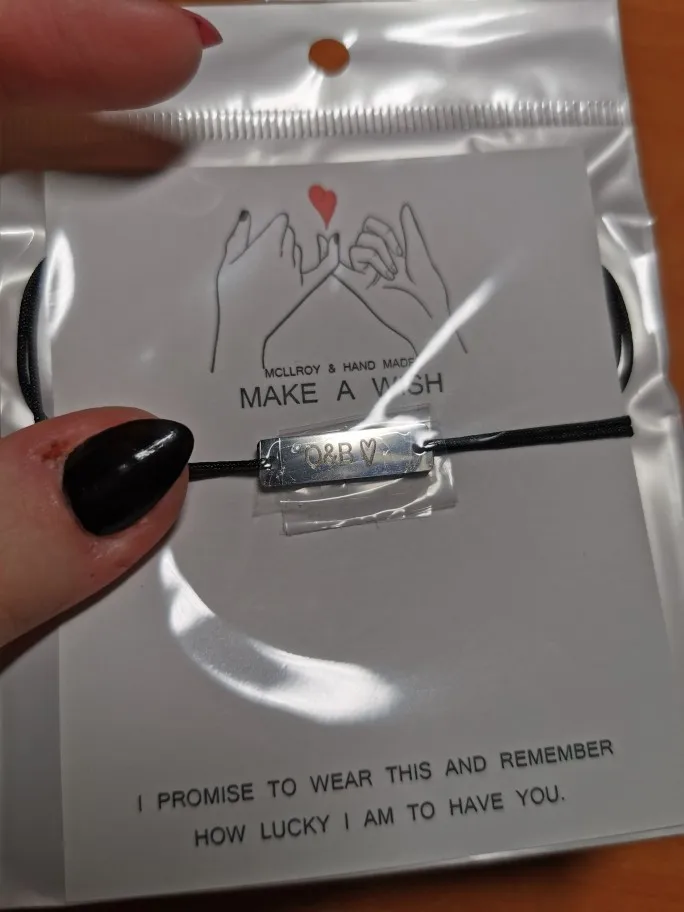 MCLLROY & HAND MADE
MAKE A WISH
O&B ♡
I PROMISE TO WEAR THIS AND REMEMBER
HOW LUCKY I AM TO HAVE YOU.